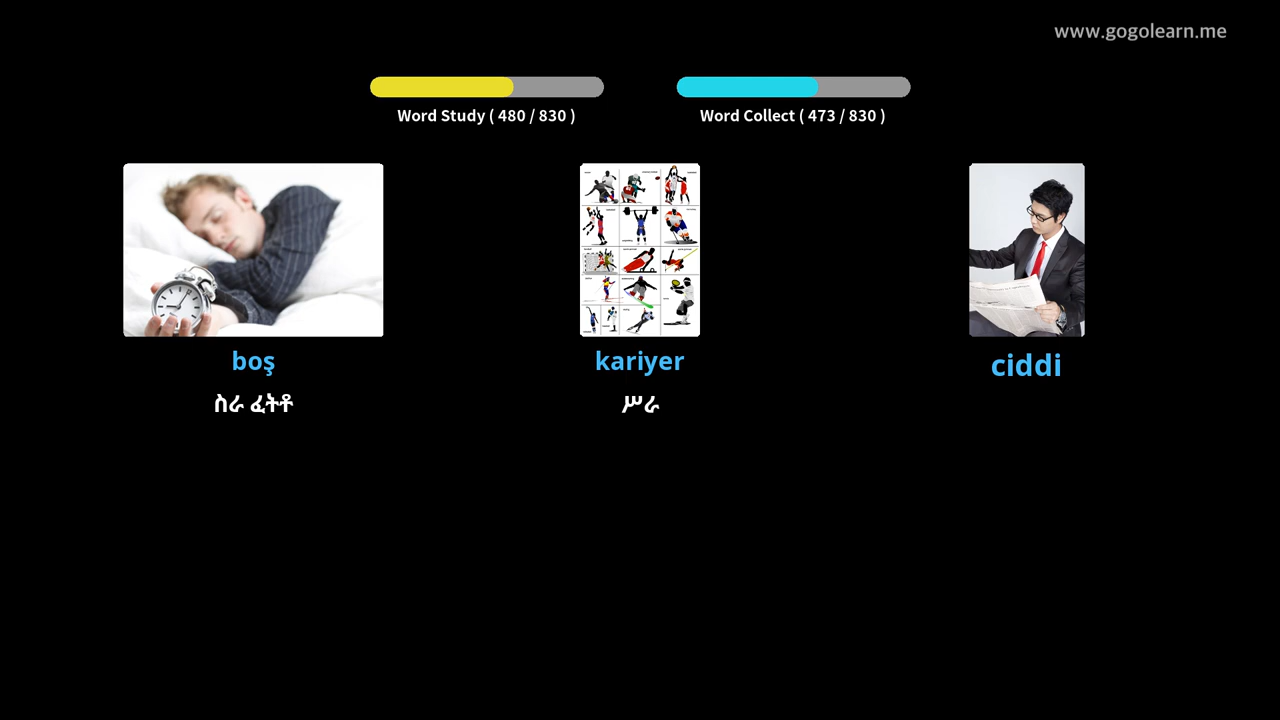 www.gogolearn.me
Word Study ( 480 / 830 )
Word Collect ( 473 / 830 )
boş
kariyer
ciddi
ስራ ፈትቶ
ሥራ